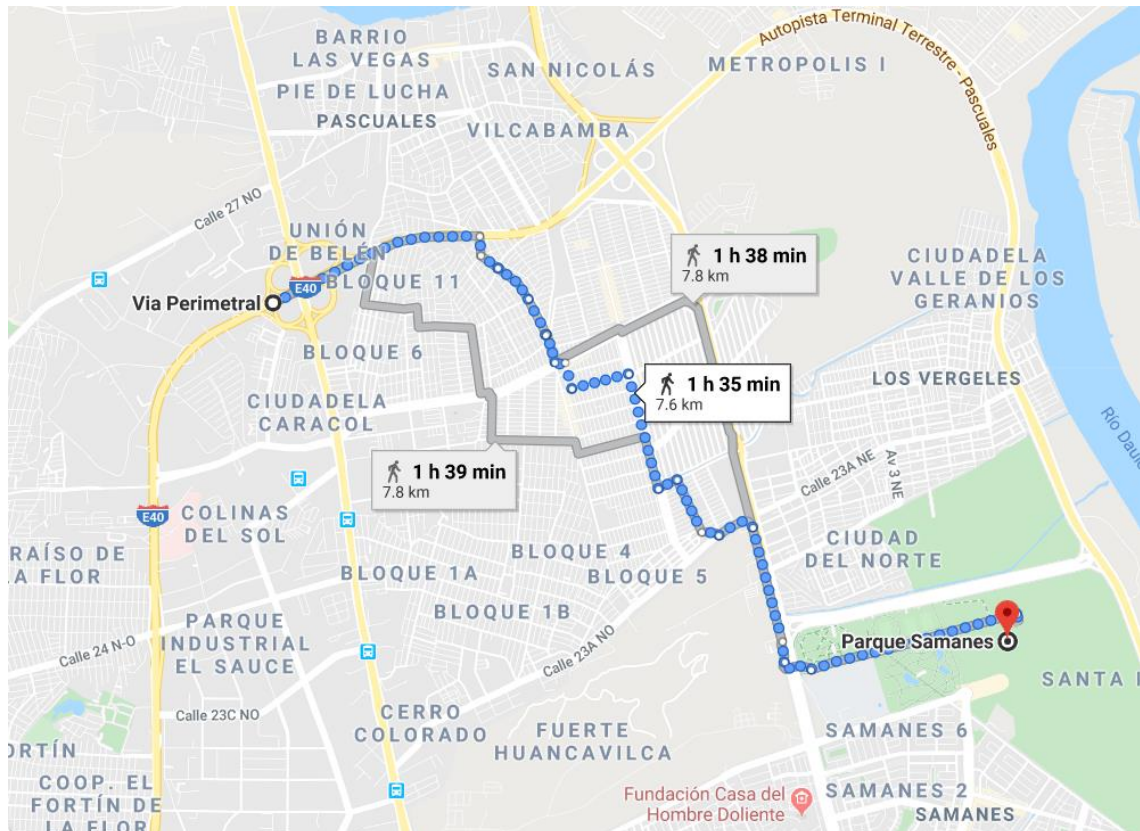 BARRIO
LAS VEGAS
PIE DE LUCHA
PASCUALES
SAN NICOLÁS
METROPOLIS I
Autopista Terminal Terrestre - Pascuales
VILCABAMBA
Calle 27 NO
UNIÓN
DE BELÉN
BLOQUE 11
E40
Via Perimetral
1 h 38 min
7.8 km
CIUDADELA
VALLE DE LOS
GERANIOS
BLOQUE 6
1 h 35 min
7.6 km
LOS VERGELES
CIUDADELA
CARACOL
Río Daul
1 h 39 min
7.8 km
Calle 23A NE
Av 3 NE
E40
COLINAS
DEL SOL
RAÍSO DE
LA FLOR
BLOQUE 4
BLOQUE 5
CIUDAD
DEL NORTE
BLOQUE 1A
BLOQUE 1B
PARQUE
INDUSTRIAL
EL SAUCE
Calle 24 N-O
Calle 23A NO
Parque Samanes
SANTA
Calle 23C NO
CERRO
COLORADO
FUERTE
HUANCAVILCA
SAMANES 6
ORTÍN
COOP. EL
FORTÍN DE
LA FLOR
Fundación Casa del
Hombre Doliente
SAMANES 2
SAMANES